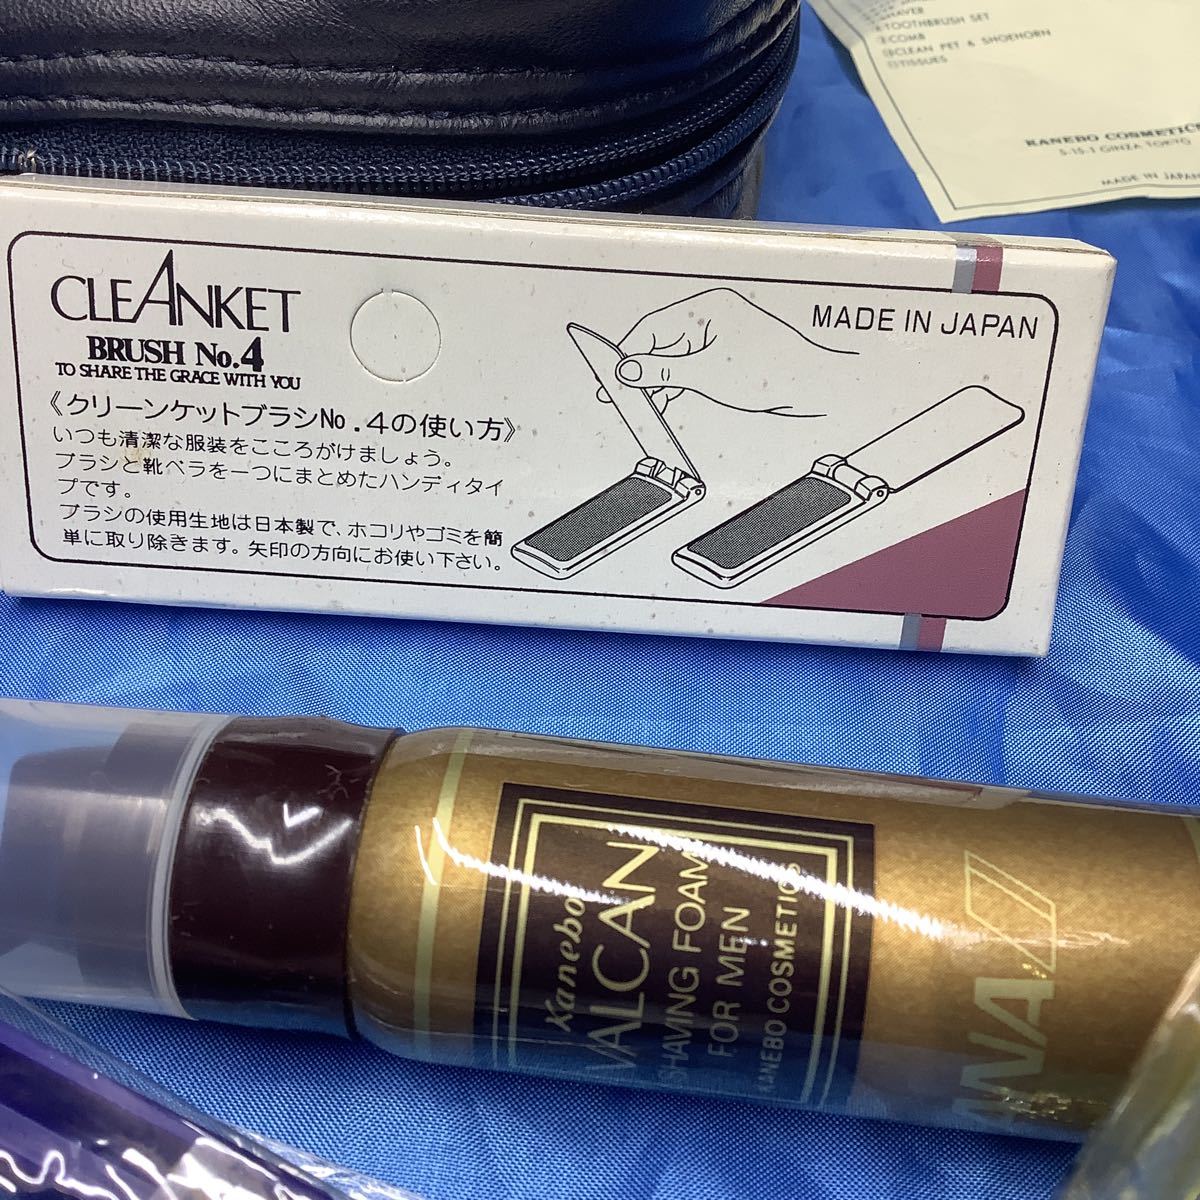 SHAVER
TOOTHBRUSH SET
COMB
CLEAN PET & SHOEHORN
⑪TISSUES
KANEBO COSMETICS
5-15-1 GINZA TOKYO
MADE IN JAPAN
CLEANKET
BRUSH No.4
TO SHARE THE GRACE WITH YOU
MADE IN JAPAN
《クリーンケットブラシNo.4の使い方》
いつも清潔な服装をこころがけましょう。
ブラシと靴ベラを一つにまとめたハンディタイ
プです。
ブラシの使用生地は日本製で、ホコリやゴミを簡
単に取り除きます。矢印の方向にお使い下さい。
Kanebo
VALCAN
SHAVING FOAM
FOR MEN
KANEBO COSMETICS
ANA